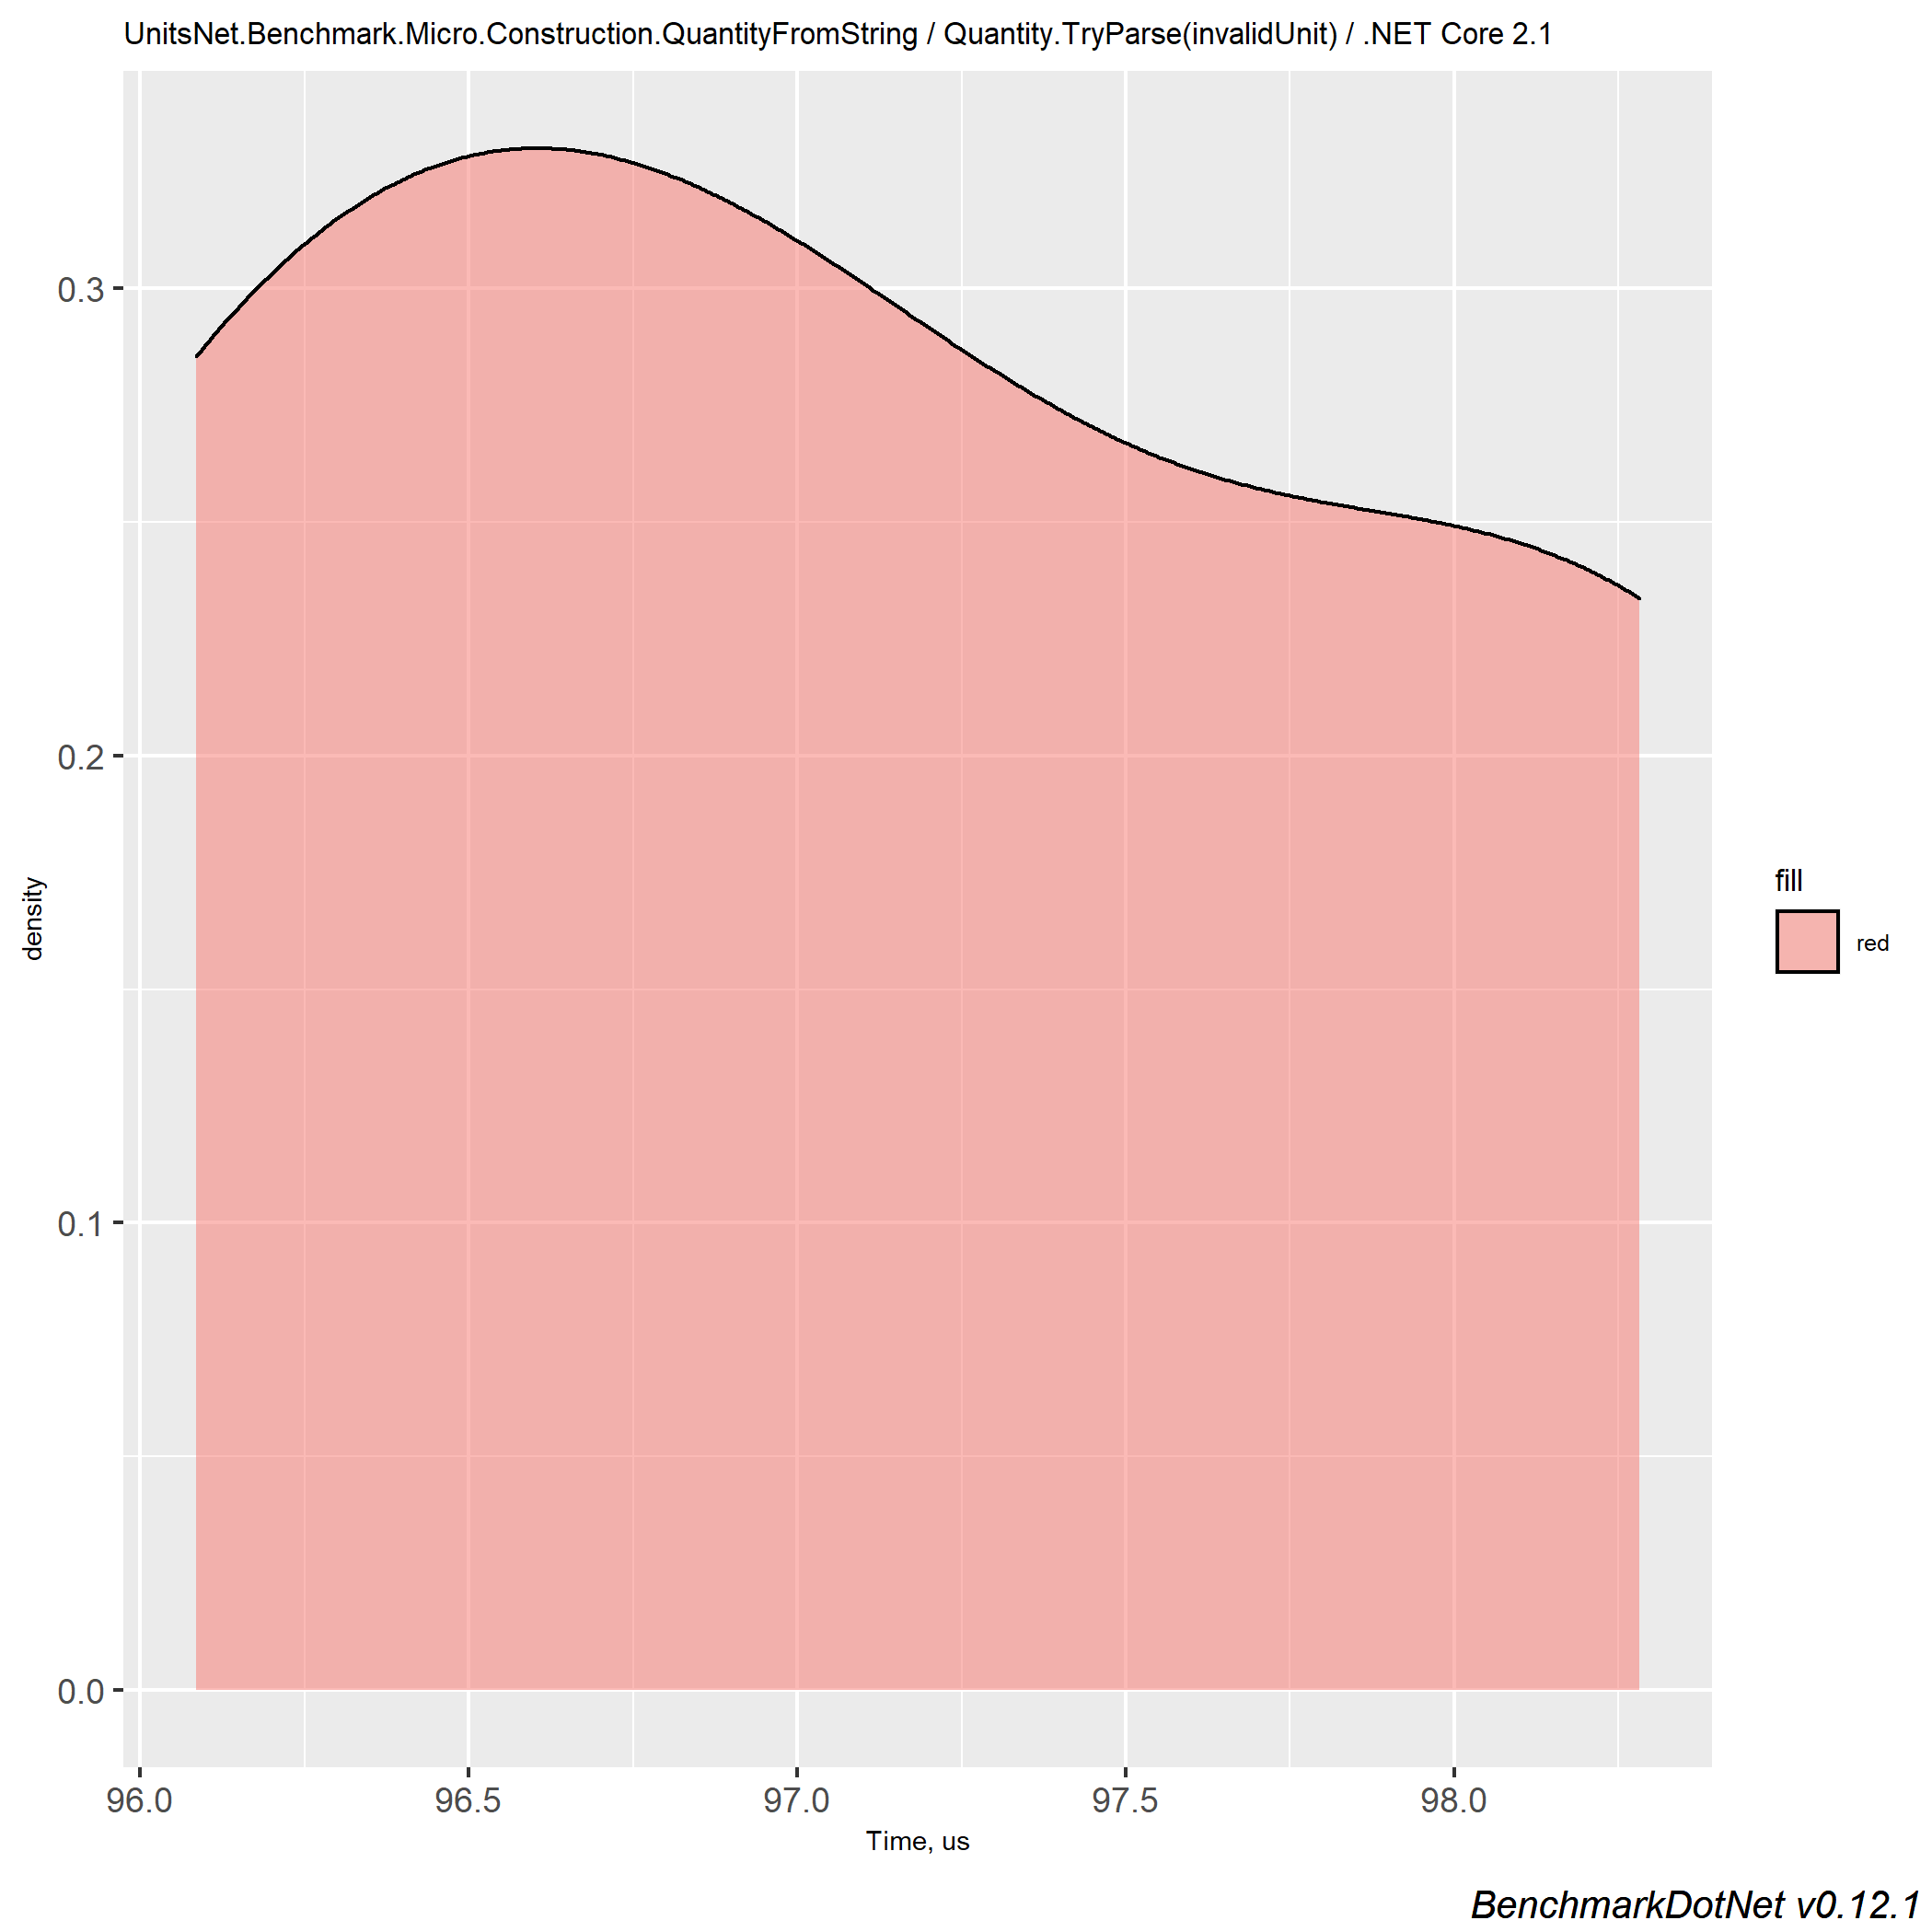 UnitsNet.Benchmark.Micro.Construction.QuantityFromString / Quantity.TryParse(invalidUnit) / .NET Core 2.1
0.3
0.2
0.1
0.0
density
96.0 96.5 97.0 97.5 98.0
Time, us
fill
red
BenchmarkDotNet v0.12.1